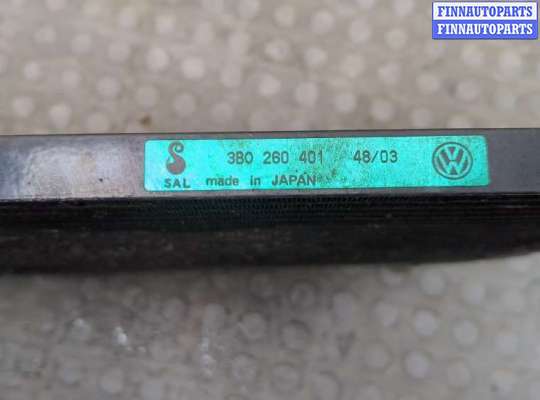 FINNAUTOPARTS
FINNAUTOPARTS
3B0 260 401 48/03
SAL made in JAPAN